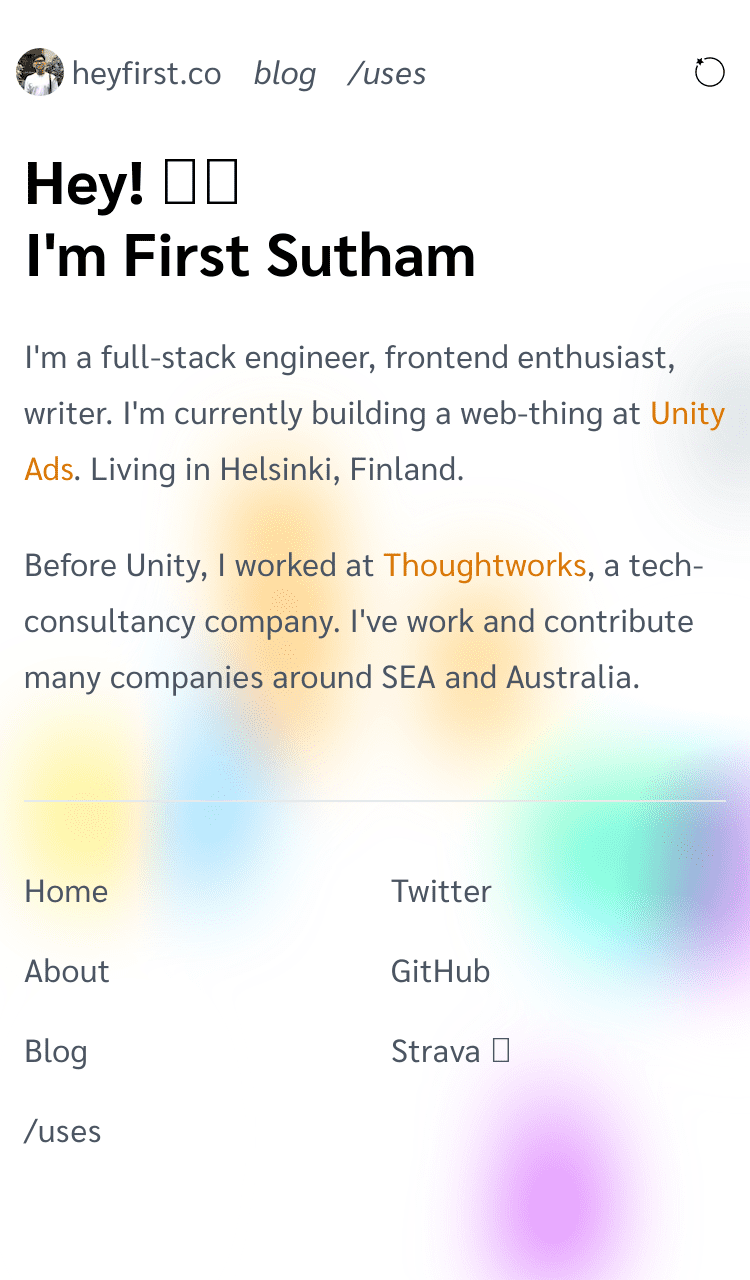 heyfirst.co blog /uses
Hey!
I'm First Sutham
I'm a full-stack engineer, frontend enthusiast,
writer. I'm currently building a web-thing at Unity
Ads. Living in Helsinki, Finland.
Before Unity, I worked at Thoughtworks, a tech-
consultancy company. I've work and contribute
many companies around SEA and Australia.
Home
About
Blog
/uses
Twitter
GitHub
Strava